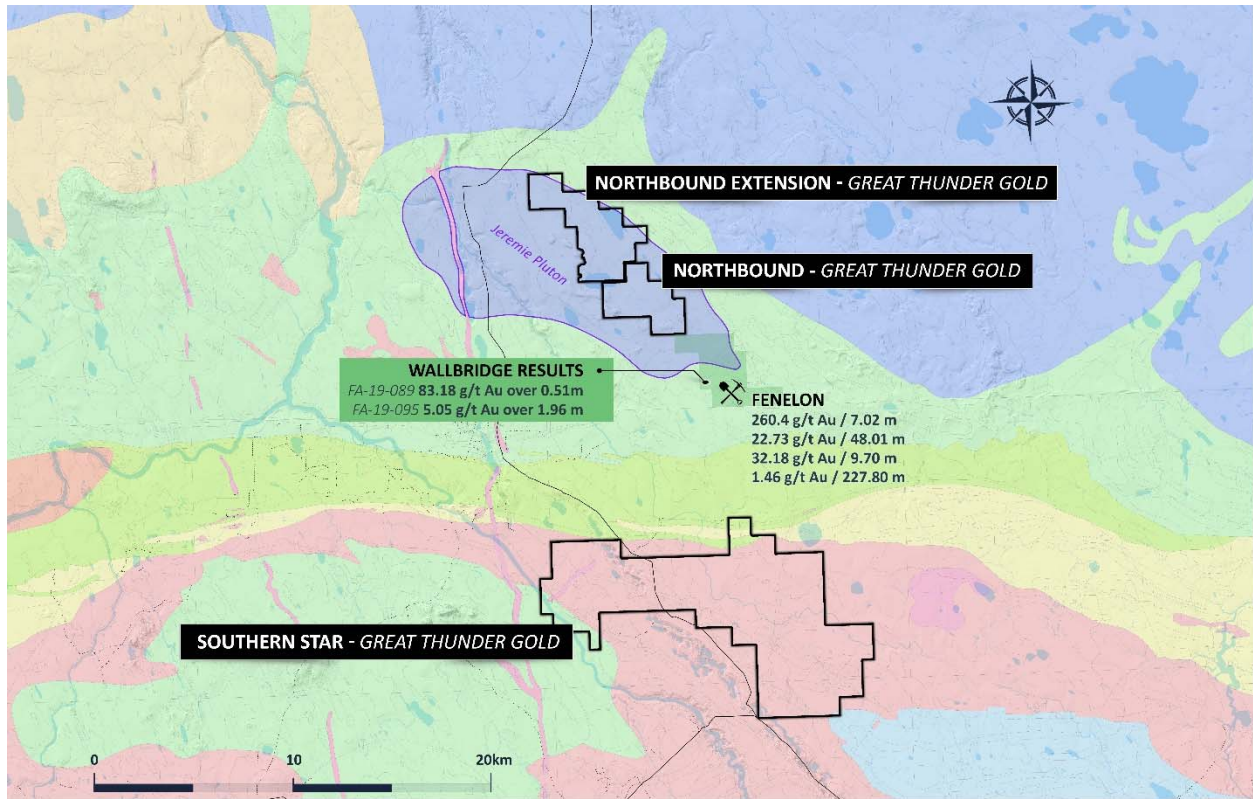 NORTHBOUND EXTENSION - GREAT THUNDER GOLD
Jeremie Pluton
NORTHBOUND - GREAT THUNDER GOLD
WALLBRIDGE RESULTS
FA-19-089 83.18 g/t Au over 0.51m
FA-19-095 5.05 g/t Au over 1.96 m
FENELON
260.4 g/t Au / 7.02 m
22.73 g/t Au / 48.01 m
32.18 g/t Au / 9.70 m
1.46 g/t Au / 227.80 m
SOUTHERN STAR - GREAT THUNDER GOLD
0 10 20km